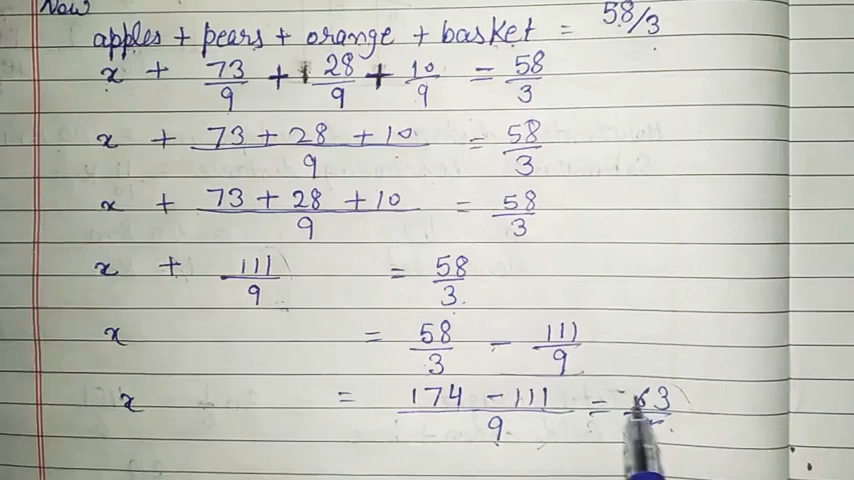 Now
apples + pears + orange + basket = 58/3
x + 73/9 + 28/9 + 10/9 = 58/3
x + (73 + 28 + 10)/9 = 58/3
x + (73 + 28 + 10)/9 = 58/3
x + 111/9 = 58/3
x = 58/3 - 111/9
x = (174 - 111)/9 = 63